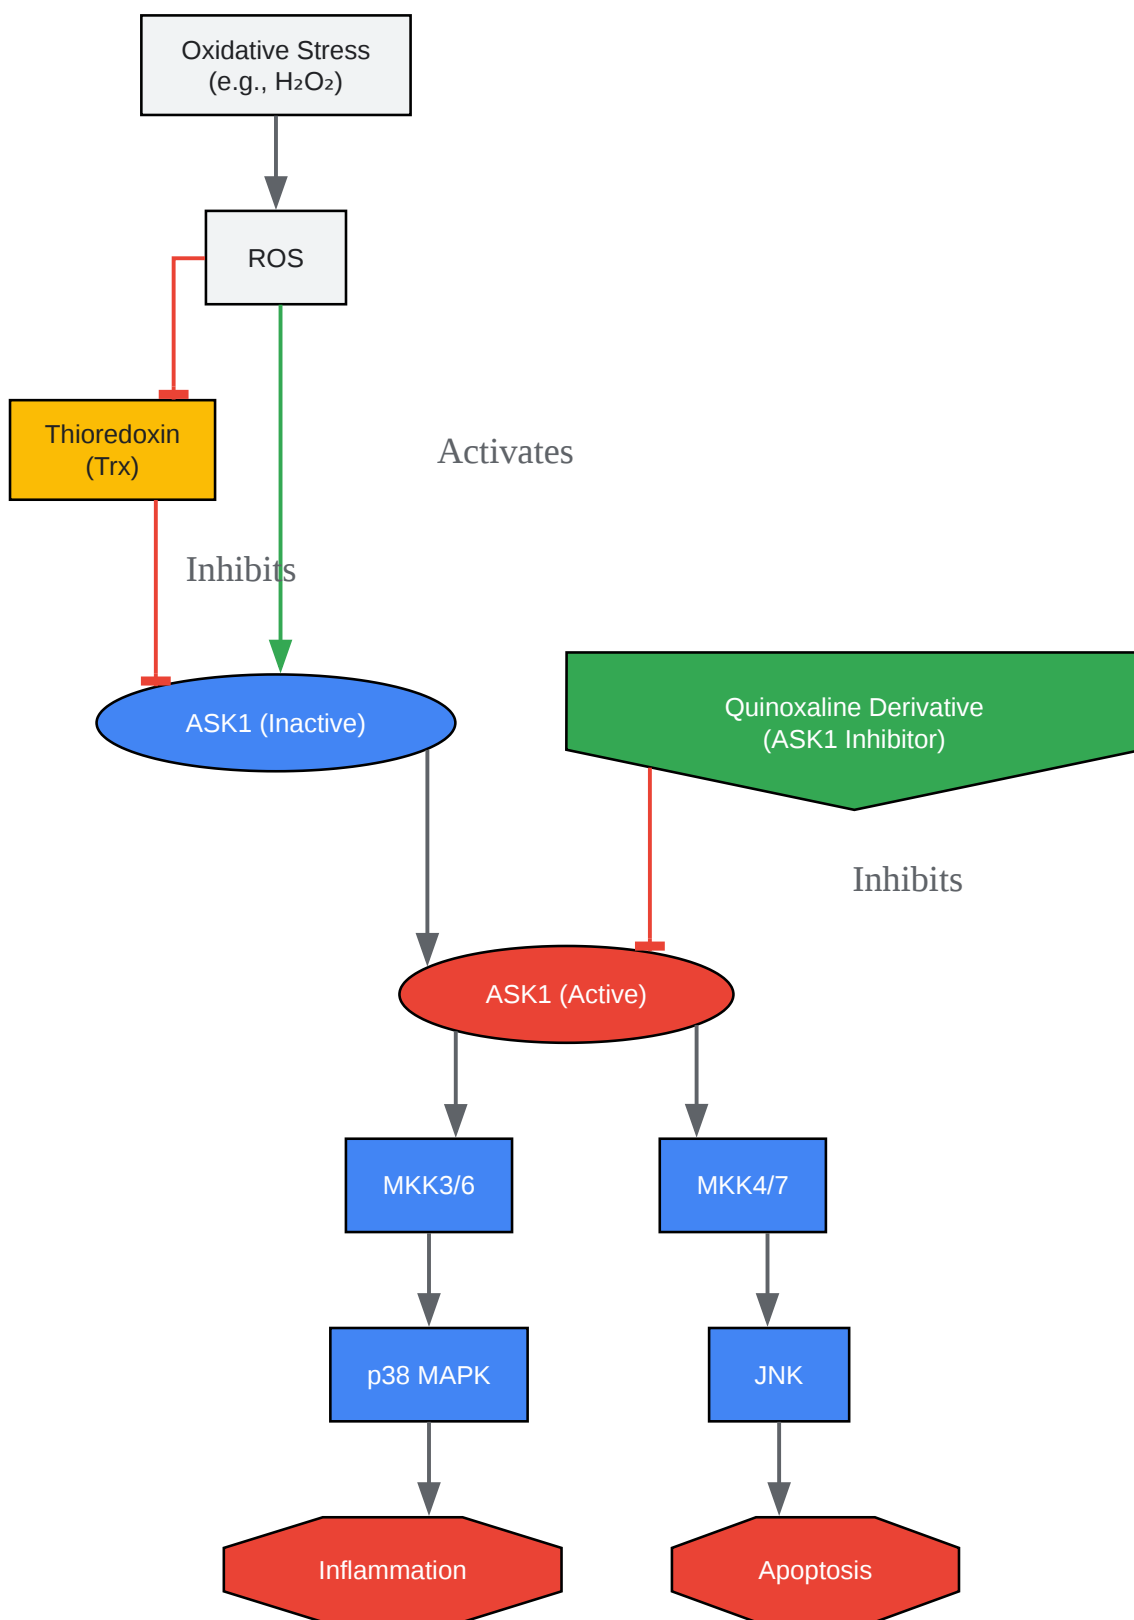 Oxidative Stress
(e.g., H₂O₂)
ROS
Thioredoxin
(Trx)
Activates
Inhibits
ASK1 (Inactive)
Quinoxaline Derivative
(ASK1 Inhibitor)
Inhibits
ASK1 (Active)
MKK3/6
MKK4/7
p38 MAPK
JNK
Inflammation
Apoptosis